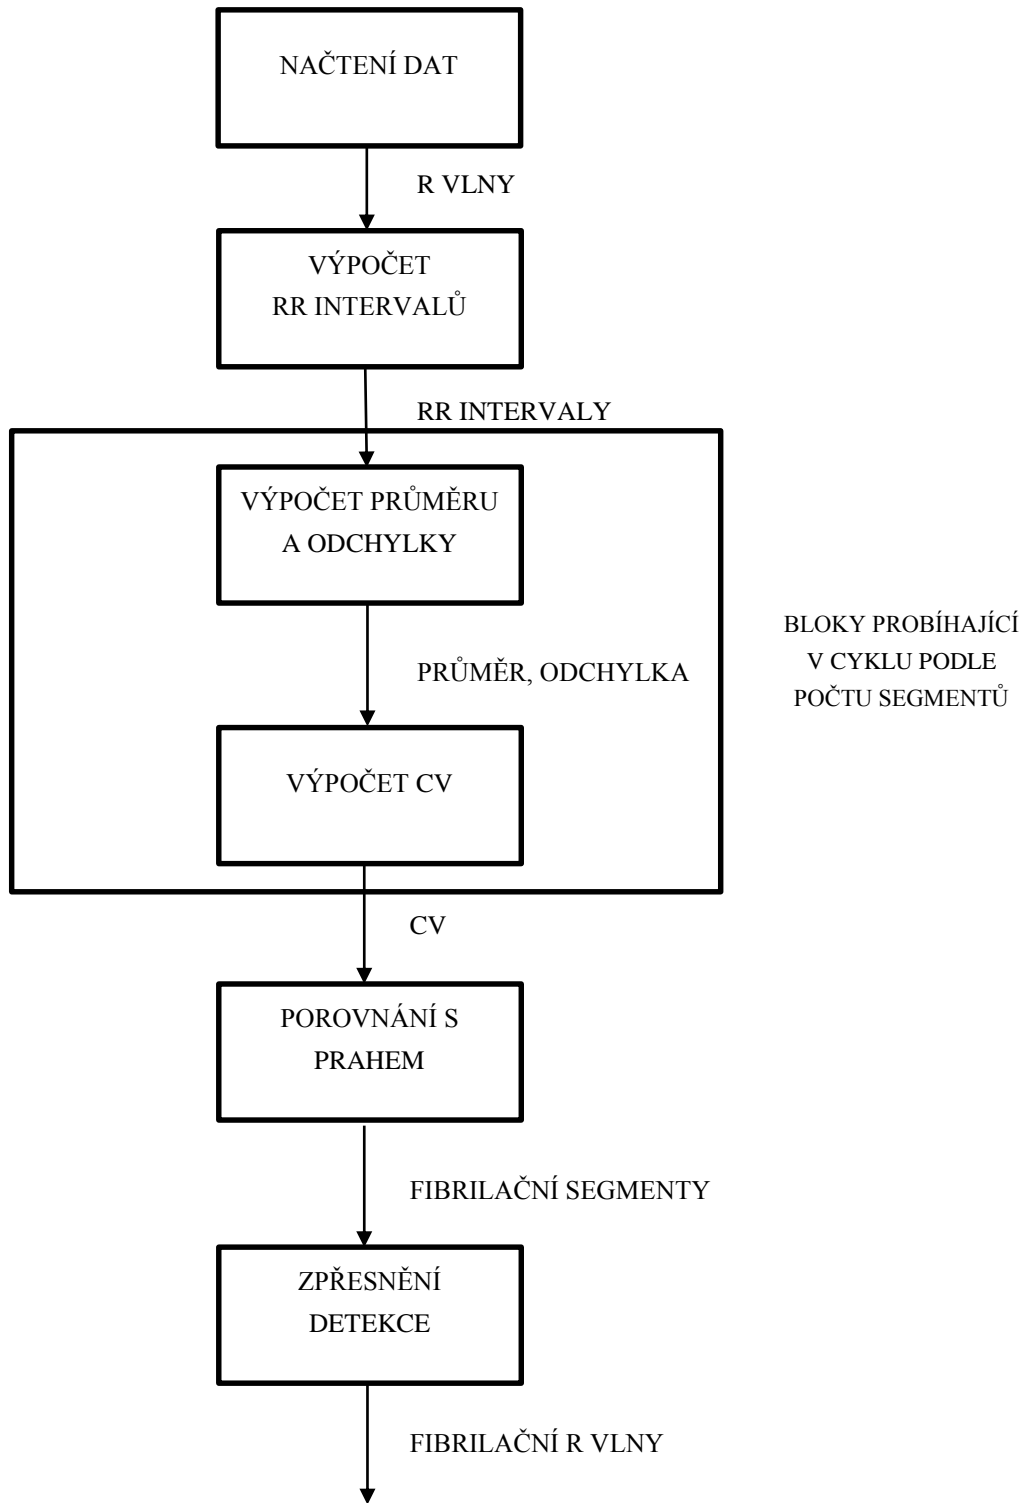 NAČTENÍ DAT
R VLNY
VÝPOČET
RR INTERVALŮ
RR INTERVALY
VÝPOČET PRŮMĚRU
A ODCHYLKY
BLOKY PROBÍHAJÍCÍ
V CYKLU PODLE
POČTU SEGMENTŮ
PRŮMĚR, ODCHYLKA
VÝPOČET CV
CV
POROVNÁNÍ S
PRAHEM
FIBRILAČNÍ SEGMENTY
ZPŘESNĚNÍ
DETEKCE
FIBRILAČNÍ R VLNY